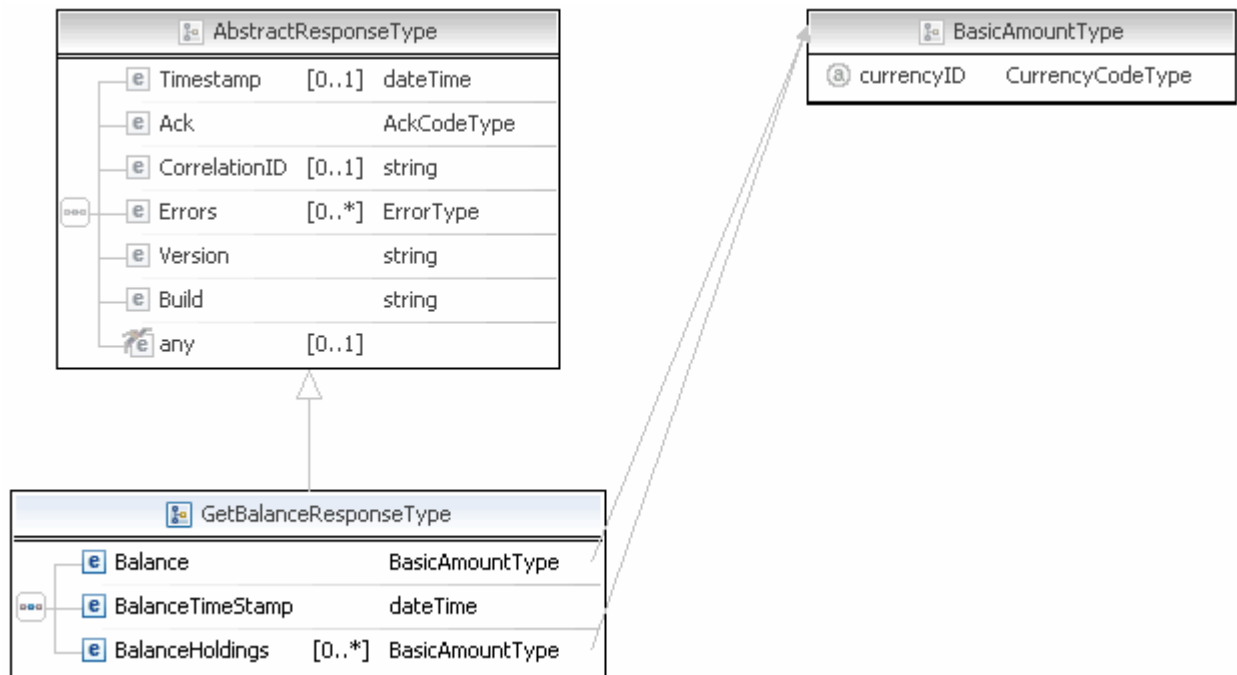 AbstractResponseType
e Timestamp [0..1] dateTime
e Ack AckCodeType
e CorrelationID [0..1] string
e Errors [0..*] ErrorType
e Version string
e Build string
e any [0..1]
BasicAmountType
a currencyID CurrencyCodeType
GetBalanceResponseType
e Balance BasicAmountType
e BalanceTimeStamp dateTime
e BalanceHoldings [0..*] BasicAmountType